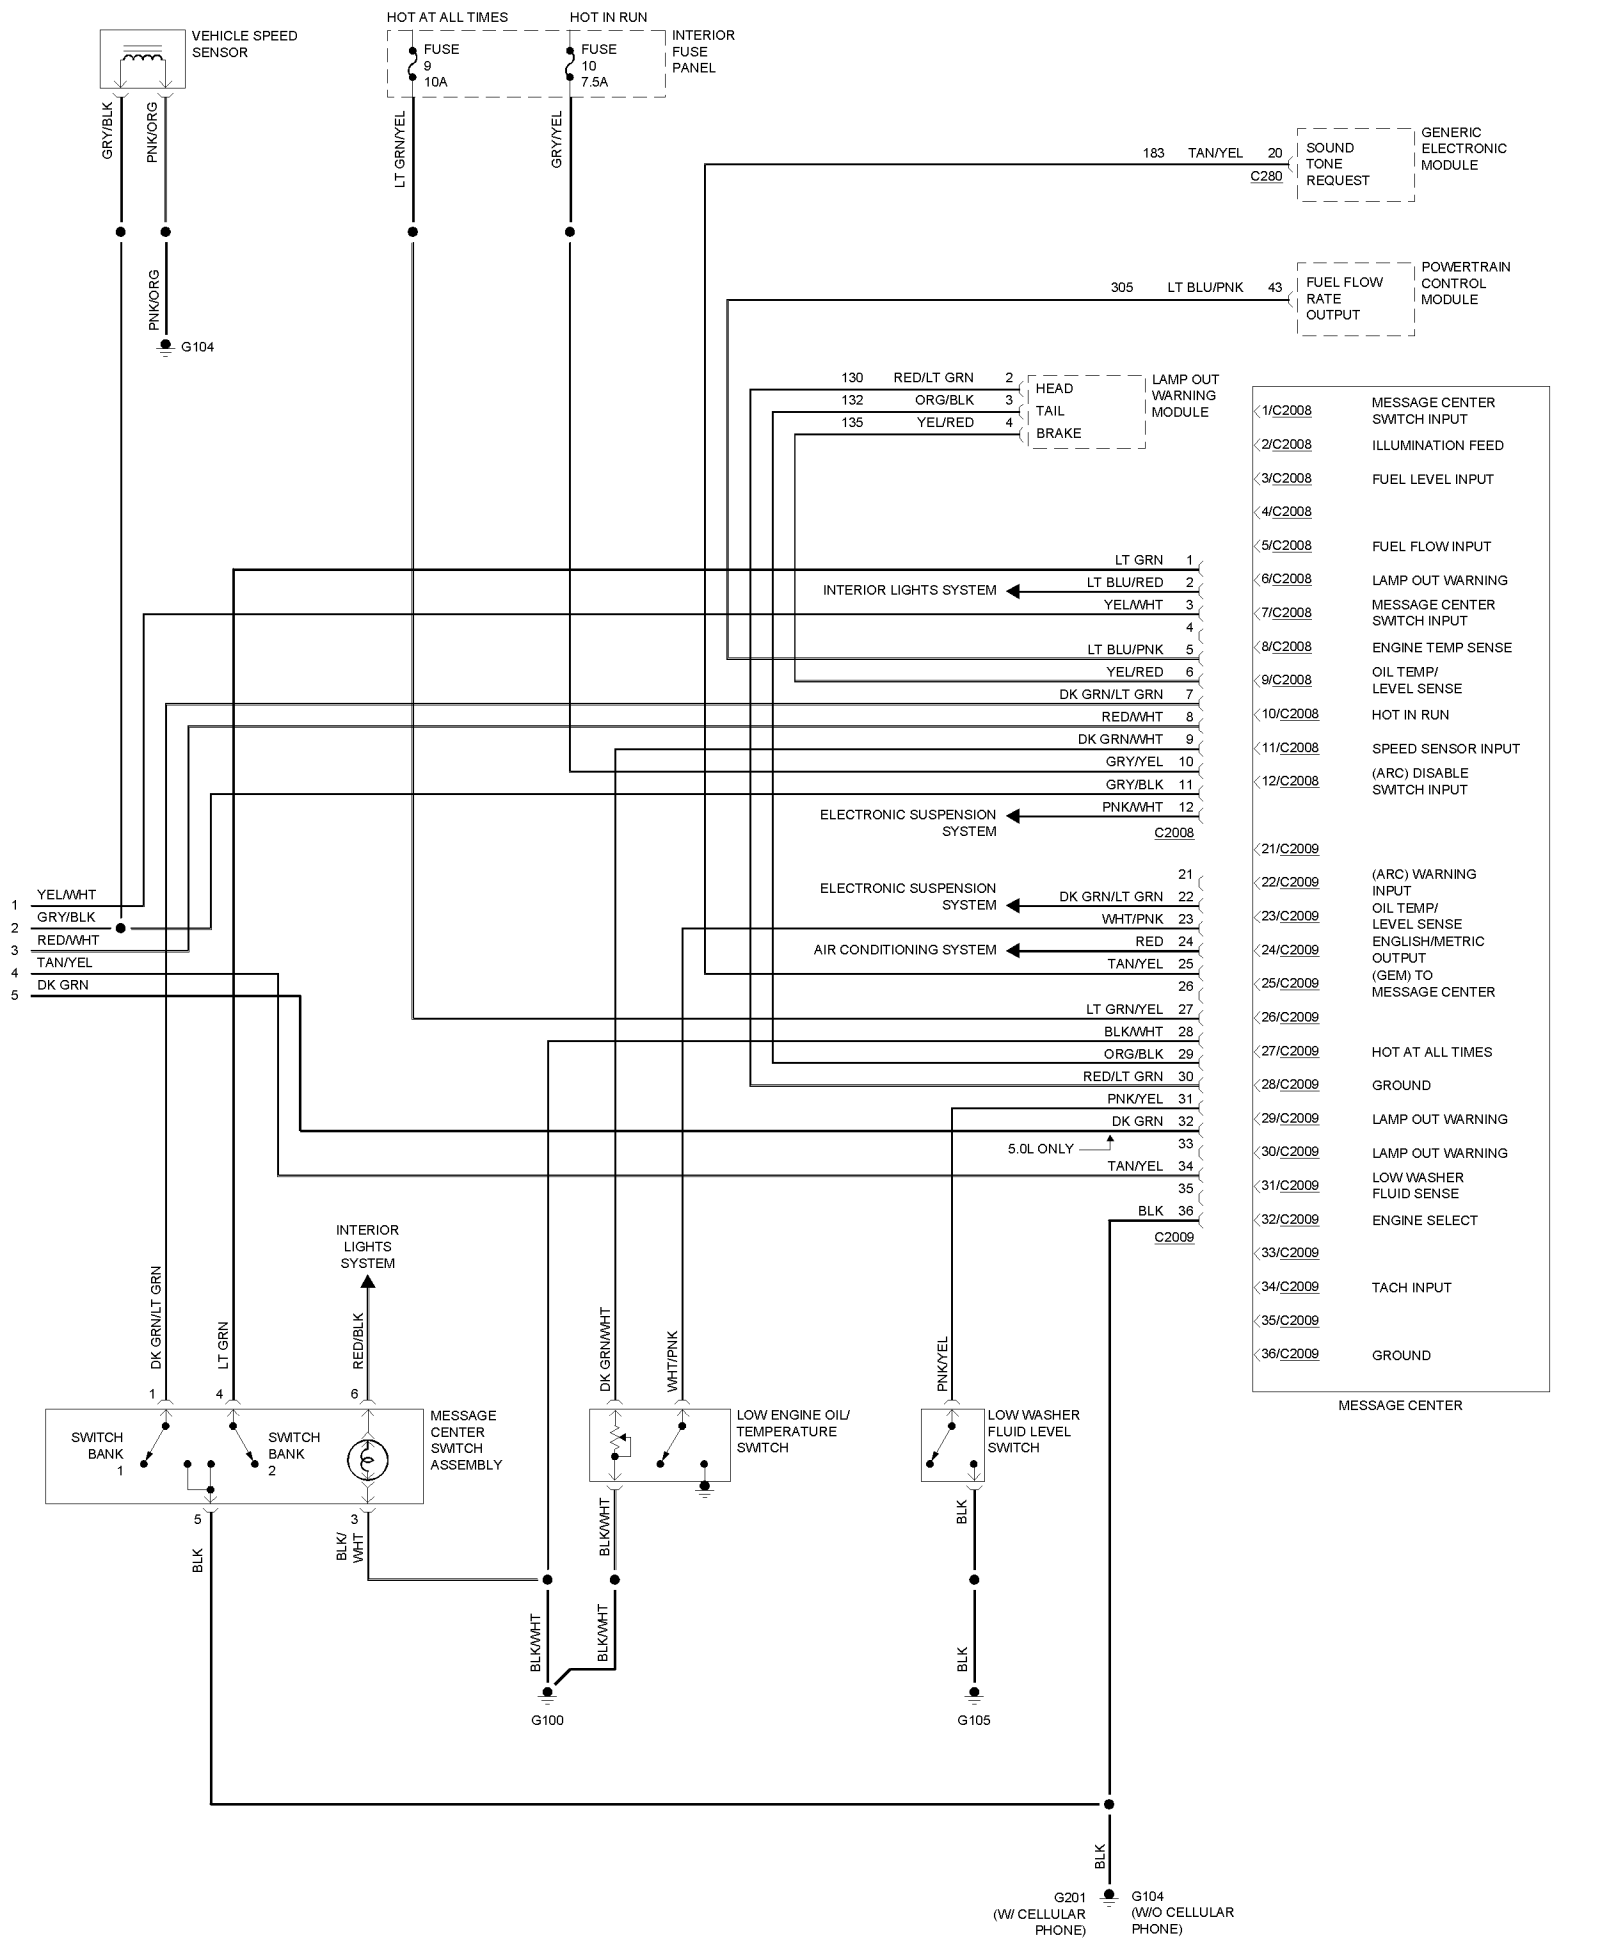 HOT AT ALL TIMES
HOT IN RUN
VEHICLE SPEED
SENSOR
FUSE
9
10A
FUSE
10
7.5A
INTERIOR
FUSE
PANEL
GRY/BLK
PNK/ORG
LT GRN/YEL
GRY/YEL
PNK/ORG
G104
183
TAN/YEL
20
C280
SOUND
TONE
REQUEST
GENERIC
ELECTRONIC
MODULE
305
LT BLU/PNK
43
FUEL FLOW
RATE
OUTPUT
POWERTRAIN
CONTROL
MODULE
130
RED/LT GRN
2
132
ORG/BLK
3
135
YEL/RED
4
HEAD
TAIL
BRAKE
LAMP OUT
WARNING
MODULE
1/C2008
MESSAGE CENTER
SWITCH INPUT
2/C2008
ILLUMINATION FEED
3/C2008
FUEL LEVEL INPUT
4/C2008
5/C2008
FUEL FLOW INPUT
6/C2008
LAMP OUT WARNING
7/C2008
MESSAGE CENTER
SWITCH INPUT
8/C2008
ENGINE TEMP SENSE
9/C2008
OIL TEMP/
LEVEL SENSE
10/C2008
HOT IN RUN
11/C2008
SPEED SENSOR INPUT
12/C2008
(ARC) DISABLE
SWITCH INPUT
21/C2009
22/C2009
(ARC) WARNING
INPUT
23/C2009
OIL TEMP/
LEVEL SENSE
24/C2009
ENGLISH/METRIC
OUTPUT
25/C2009
(GEM) TO
MESSAGE CENTER
26/C2009
27/C2009
HOT AT ALL TIMES
28/C2009
GROUND
29/C2009
LAMP OUT WARNING
30/C2009
LAMP OUT WARNING
31/C2009
LOW WASHER
FLUID SENSE
32/C2009
ENGINE SELECT
33/C2009
34/C2009
TACH INPUT
35/C2009
36/C2009
GROUND
MESSAGE CENTER
LT GRN
1
INTERIOR LIGHTS SYSTEM
LT BLU/RED
2
YEL/WHT
3
4
LT BLU/PNK
5
YEL/RED
6
DK GRN/LT GRN
7
RED/WHT
8
DK GRN/WHT
9
GRY/YEL
10
GRY/BLK
11
ELECTRONIC SUSPENSION
SYSTEM
PNK/WHT
12
C2008
21
ELECTRONIC SUSPENSION
SYSTEM
DK GRN/LT GRN
22
WHT/PNK
23
AIR CONDITIONING SYSTEM
RED
24
TAN/YEL
25
26
LT GRN/YEL
27
BLK/WHT
28
ORG/BLK
29
RED/LT GRN
30
PNK/YEL
31
DK GRN
32
5.0L ONLY
33
TAN/YEL
34
35
BLK
36
C2009
1
YEL/WHT
2
GRY/BLK
3
RED/WHT
4
TAN/YEL
5
DK GRN
INTERIOR
LIGHTS
SYSTEM
DK GRN/LT GRN
LT GRN
RED/BLK
DK GRN/WHT
WHT/PNK
PNK/YEL
1
4
6
SWITCH
BANK
1
SWITCH
BANK
2
MESSAGE
CENTER
SWITCH
ASSEMBLY
LOW ENGINE OIL/
TEMPERATURE
SWITCH
LOW WASHER
FLUID LEVEL
SWITCH
5
3
BLK
BLK/
WHT
BLK/WHT
BLK
BLK/WHT
BLK/WHT
BLK
G100
G105
BLK
G201
(W/ CELLULAR
PHONE)
G104
(W/O CELLULAR
PHONE)